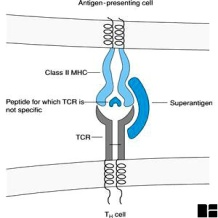 Antigen-presenting cell
Class II MHC
Peptide for which TCR is
not specific
Superantigen
TCR
TH cell